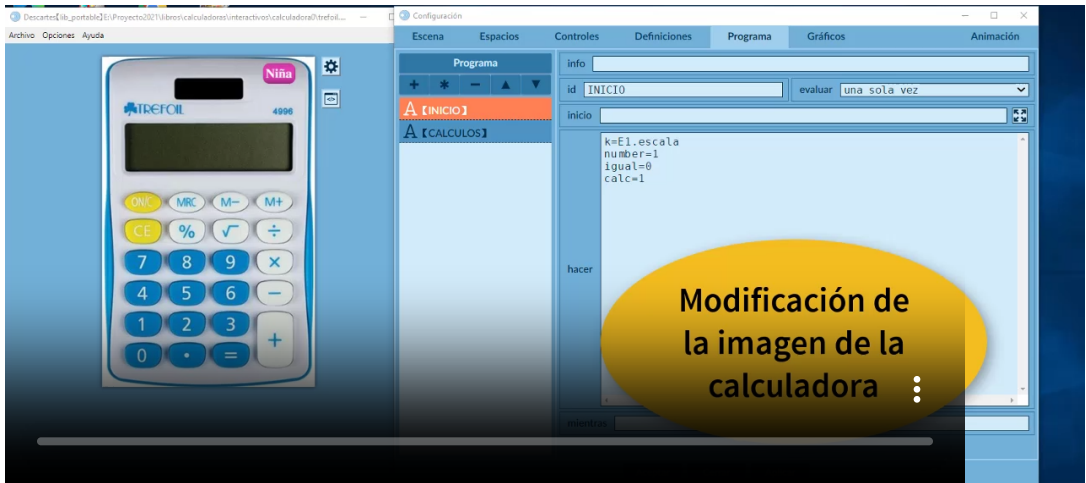 Descartes [lib_portable] E:\Proyecto2021\libros\calculadoras\interactivos\calculadora0\trefoil....
Archivo Opciones Ayuda
Niña
TREFOIL 4996
ON/C MRC M− M+
CE % √ ÷
7 8 9 ×
4 5 6 −
1 2 3 +
0 • =
Configuración
Escena Espacios Controles Definiciones Programa Gráficos Animación
Programa
+ * − ▲ ▼
A [INICIO]
A [CALCULOS]
info
id INICIO evaluar una sola vez
inicio
k=E1.escala
number=1
igual=0
calc=1
hacer
Modificación de
la imagen de la
calculadora
mientras